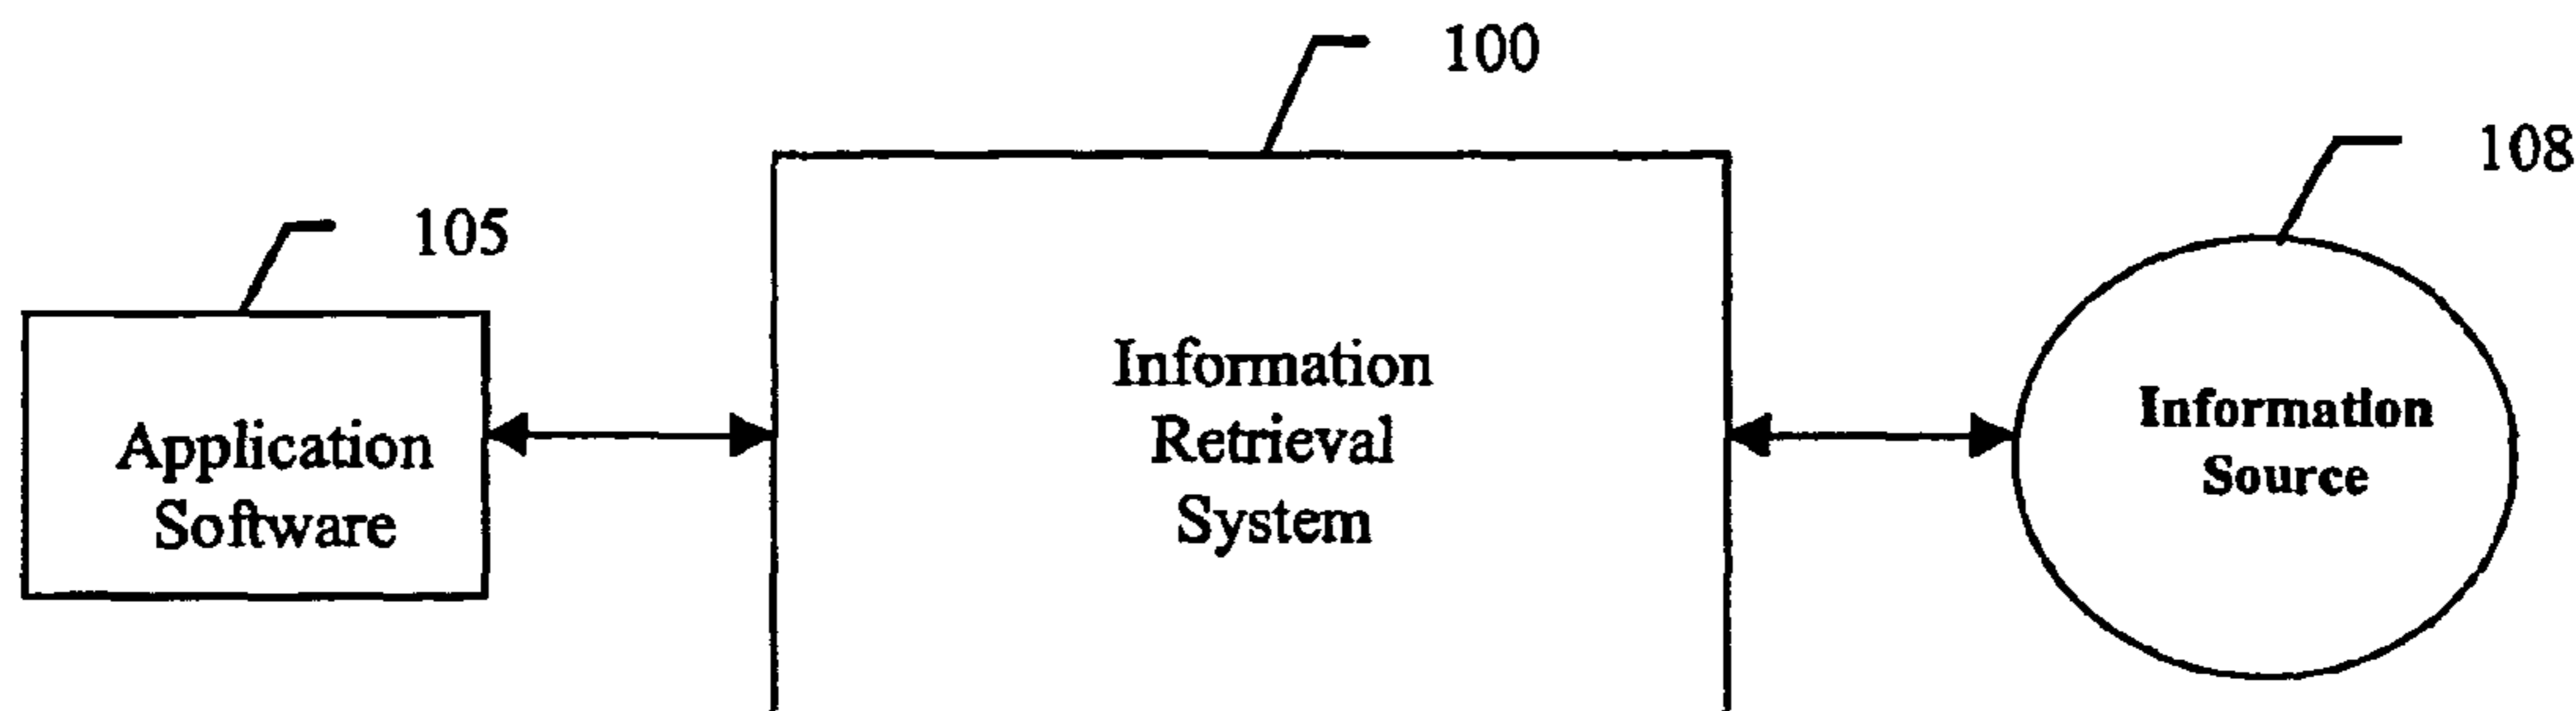 100
108
105
Application
Software
Information
Retrieval
System
Information
Source